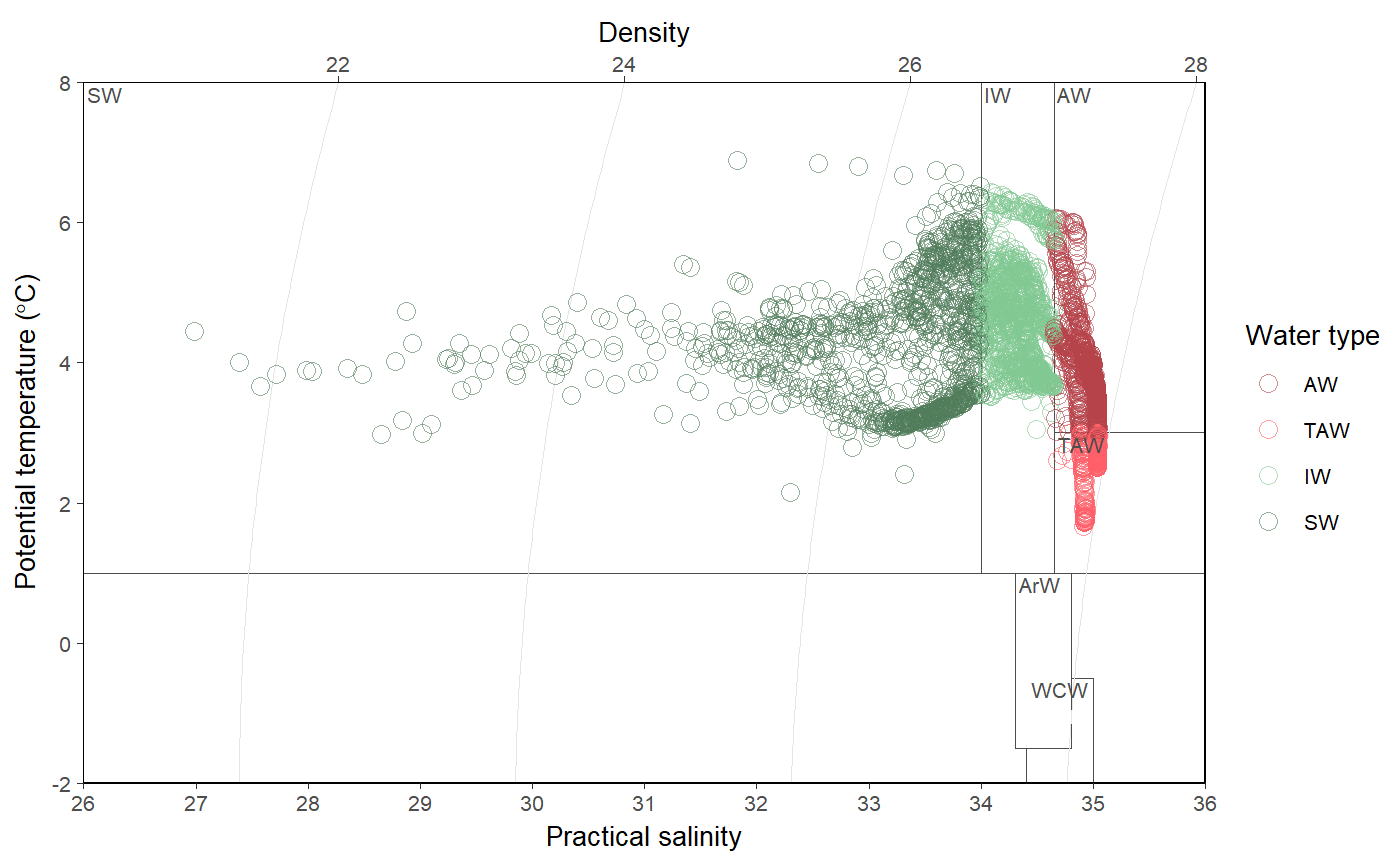 Density
22 24 26 28
8 SW IW AW
6
4
TAW
2
ArW
0
WCW
-2
26 27 28 29 30 31 32 33 34 35 36
Practical salinity
Potential temperature (°C)
Water type
AW
TAW
IW
SW